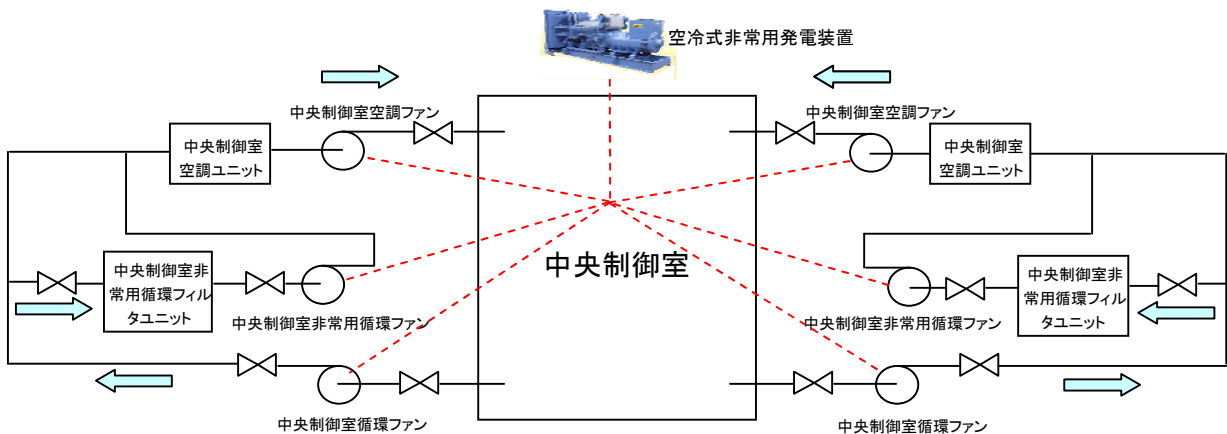 空冷式非常用発電装置
中央制御室空調ファン
中央制御室空調ファン
中央制御室
空調ユニット
中央制御室
空調ユニット
中央制御室
中央制御室非
常用循環フィル
タユニット
中央制御室非
常用循環フィル
タユニット
中央制御室非常用循環ファン
中央制御室非常用循環ファン
中央制御室循環ファン
中央制御室循環ファン